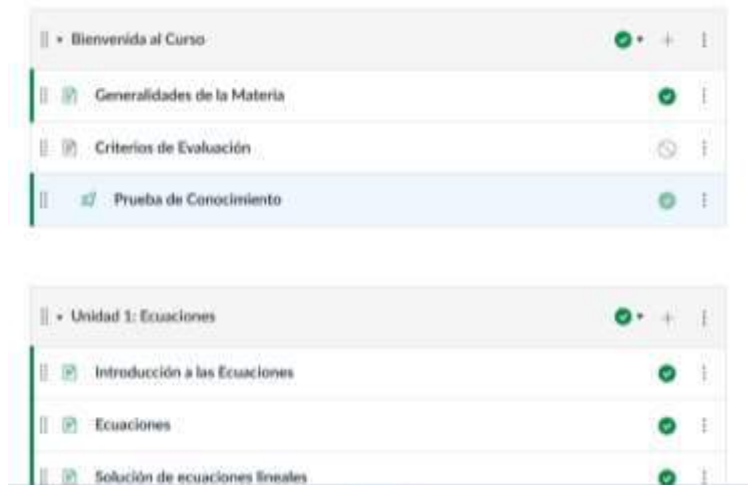 Bienvenida al Curso
Generalidades de la Materia
Criterios de Evaluación
Prueba de Conocimiento
Unidad 1: Ecuaciones
Introducción a las Ecuaciones
Ecuaciones
Solución de ecuaciones lineales